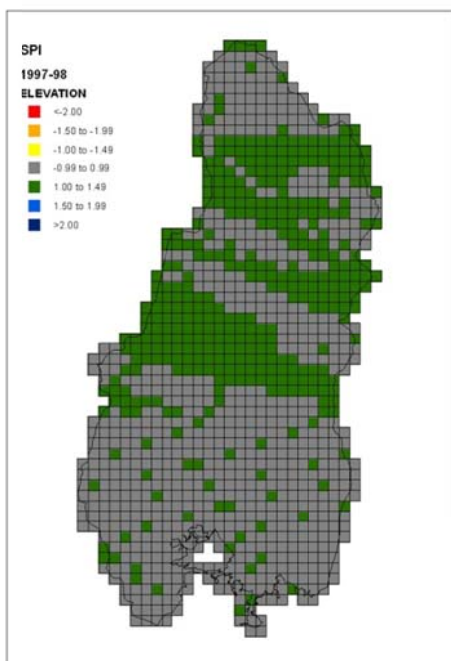 SPI
1997-98
ELEVATION
<-2.00
-1.50 to -1.99
-1.00 to -1.49
-0.99 to 0.99
1.00 to 1.49
1.50 to 1.99
>2.00